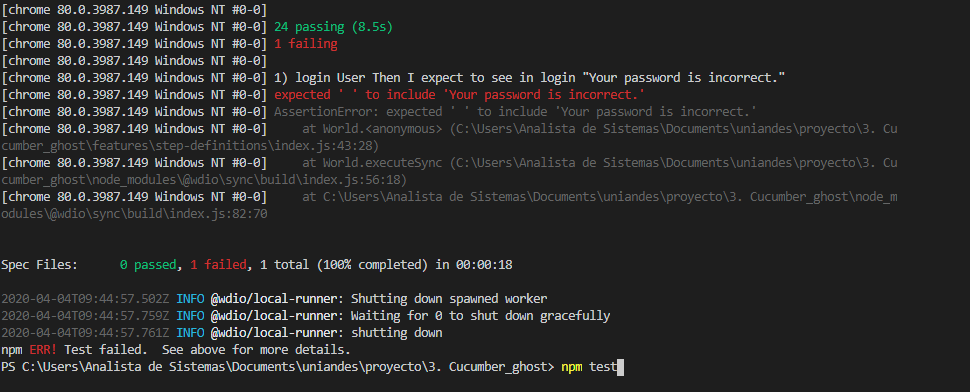 [chrome 80.0.3987.149 Windows NT #0-0]
[chrome 80.0.3987.149 Windows NT #0-0] 24 passing (8.5s)
[chrome 80.0.3987.149 Windows NT #0-0] 1 failing
[chrome 80.0.3987.149 Windows NT #0-0]
[chrome 80.0.3987.149 Windows NT #0-0] 1) login User Then I expect to see in login "Your password is incorrect."
[chrome 80.0.3987.149 Windows NT #0-0] expected ' ' to include 'Your password is incorrect.'
[chrome 80.0.3987.149 Windows NT #0-0] AssertionError: expected ' ' to include 'Your password is incorrect.'
[chrome 80.0.3987.149 Windows NT #0-0]     at World.<anonymous> (C:\Users\Analista de Sistemas\Documents\uniandes\proyecto\3. Cu
cumber_ghost\features\step-definitions\index.js:43:28)
[chrome 80.0.3987.149 Windows NT #0-0]     at World.executeSync (C:\Users\Analista de Sistemas\Documents\uniandes\proyecto\3. Cu
cumber_ghost\node_modules\@wdio\sync\build\index.js:56:18)
[chrome 80.0.3987.149 Windows NT #0-0]     at C:\Users\Analista de Sistemas\Documents\uniandes\proyecto\3. Cucumber_ghost\node_m
odules\@wdio\sync\build\index.js:82:70
Spec Files:      0 passed, 1 failed, 1 total (100% completed) in 00:00:18
2020-04-04T09:44:57.502Z INFO @wdio/local-runner: Shutting down spawned worker
2020-04-04T09:44:57.759Z INFO @wdio/local-runner: Waiting for 0 to shut down gracefully
2020-04-04T09:44:57.761Z INFO @wdio/local-runner: shutting down
npm ERR! Test failed.  See above for more details.
PS C:\Users\Analista de Sistemas\Documents\uniandes\proyecto\3. Cucumber_ghost> npm test